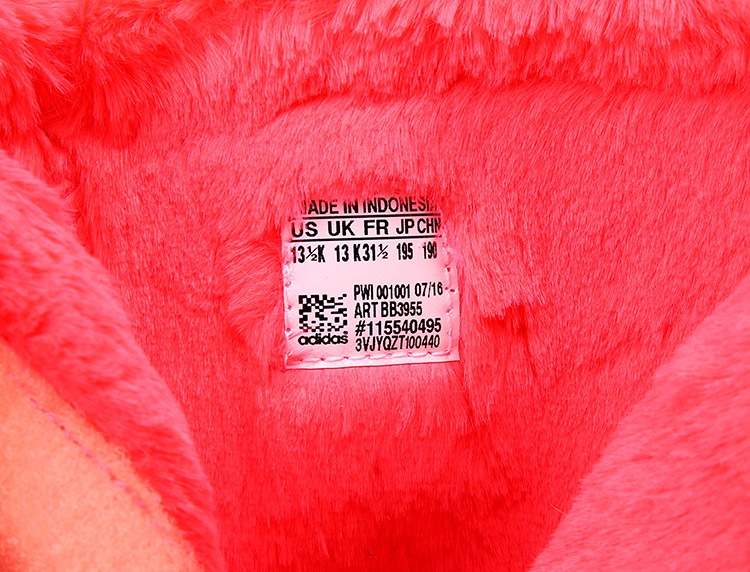 MADE IN INDONESIA
US UK FR JP CHN
13½K 13 K31½ 195 190
PWI 001001 07/16
ART BB3955
#115540495
adidas
3VJYQZT100440